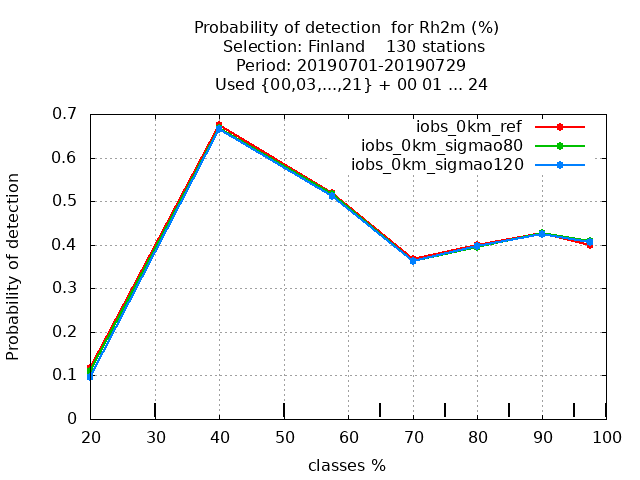 Probability of detection  for Rh2m (%)
Selection: Finland    130 stations
Period: 20190701-20190729
Used {00,03,...,21} + 00 01 ... 24
iobs_0km_ref
iobs_0km_sigmao80
iobs_0km_sigmao120
Probability of detection
0.7
0.6
0.5
0.4
0.3
0.2
0.1
0
20 30 40 50 60 70 80 90 100
classes %